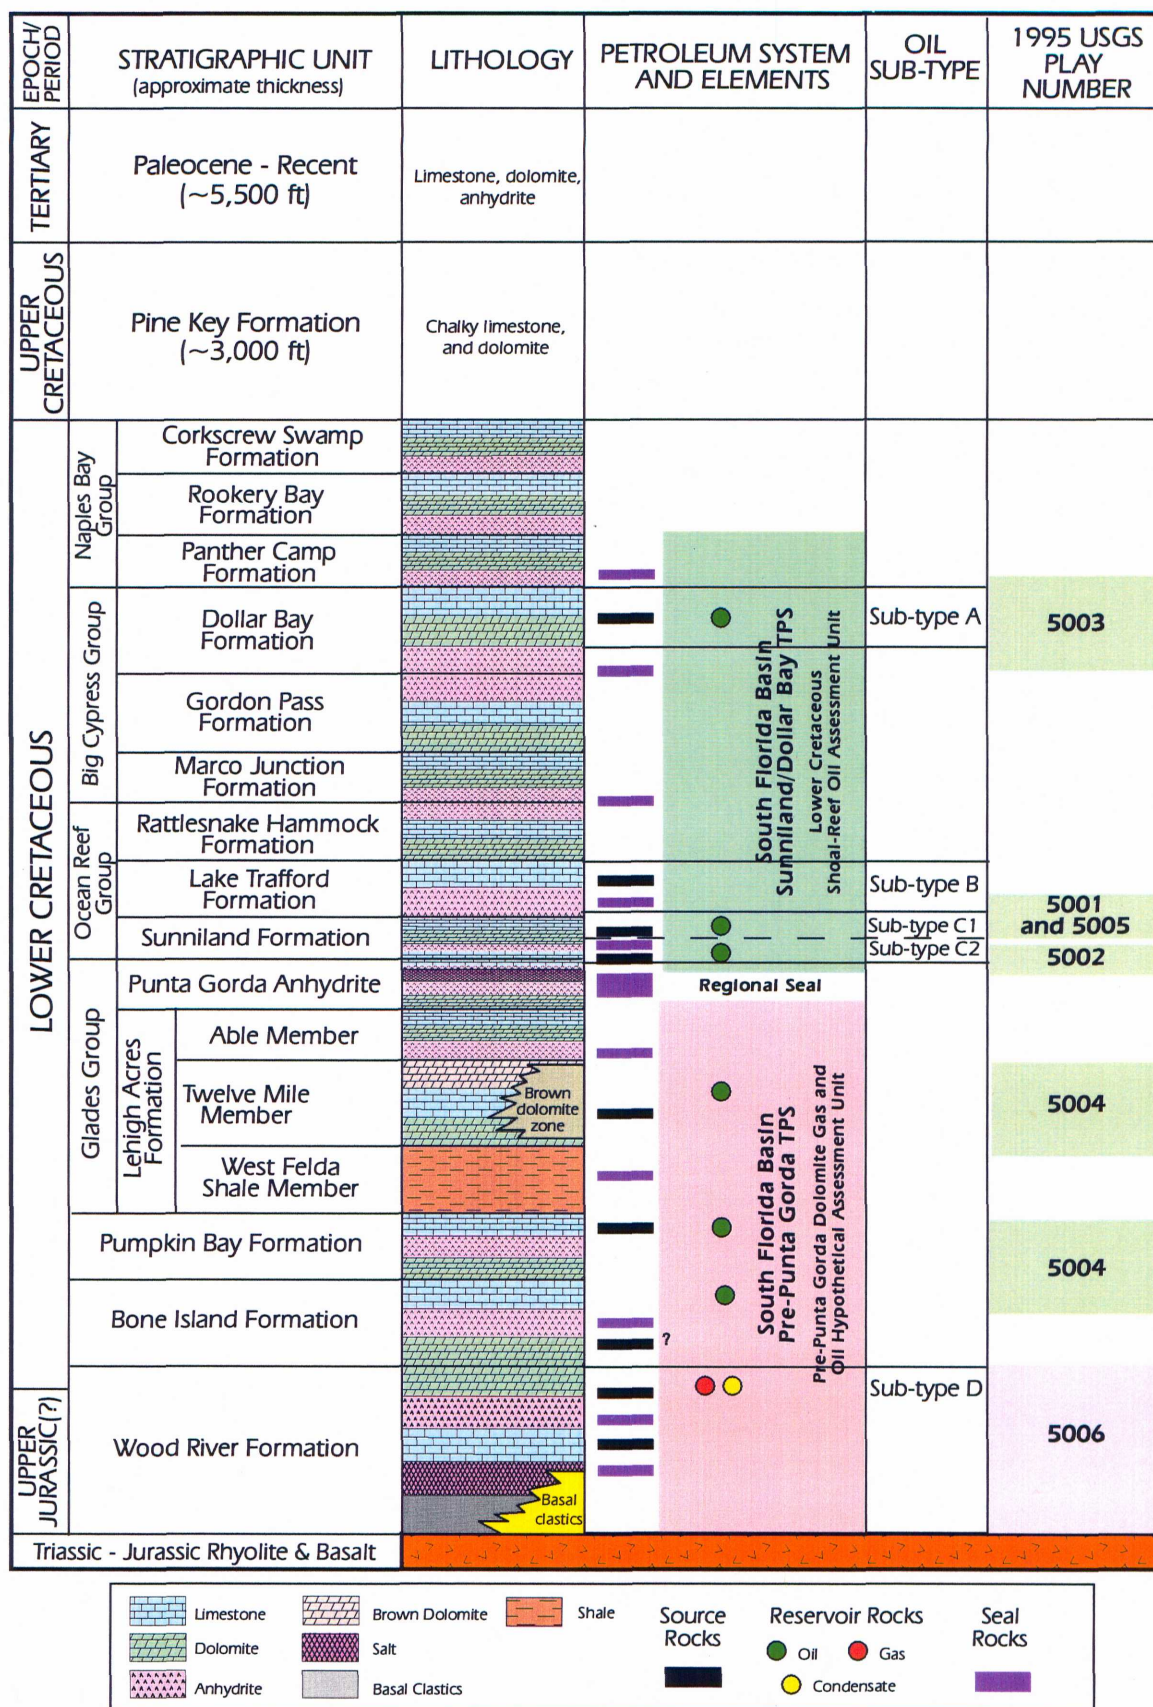 EPOCH/
PERIOD
STRATIGRAPHIC UNIT
(approximate thickness)
LITHOLOGY
PETROLEUM SYSTEM
AND ELEMENTS
OIL
SUB-TYPE
1995 USGS
PLAY
NUMBER
TERTIARY
Paleocene - Recent
(~5,500 ft)
Limestone, dolomite,
anhydrite
UPPER
CRETACEOUS
Pine Key Formation
(~3,000 ft)
Chalky limestone,
and dolomite
LOWER CRETACEOUS
Naples Bay
Group
Corkscrew Swamp
Formation
Rookery Bay
Formation
Panther Camp
Formation
Big Cypress Group
Dollar Bay
Formation
Sub-type A
5003
Gordon Pass
Formation
Marco Junction
Formation
South Florida Basin
Sunniland/Dollar Bay TPS
Lower Cretaceous
Shoal-Reef Oil Assessment Unit
Ocean Reef
Group
Rattlesnake Hammock
Formation
Lake Trafford
Formation
Sub-type B
5001
and 5005
Sunniland Formation
Sub-type C1
Sub-type C2
5002
Glades Group
Punta Gorda Anhydrite
Regional Seal
Lehigh Acres
Formation
Able Member
Twelve Mile
Member
Brown
dolomite
zone
5004
West Felda
Shale Member
South Florida Basin
Pre-Punta Gorda TPS
Pre-Punta Gorda Dolomite Gas and
Oil Hypothetical Assessment Unit
Pumpkin Bay Formation
5004
Bone Island Formation
?
UPPER
JURASSIC(?)
Wood River Formation
Basal
clastics
Sub-type D
5006
Triassic - Jurassic Rhyolite & Basalt
Limestone
Brown Dolomite
Shale
Source
Rocks
Reservoir Rocks
Seal
Rocks
Dolomite
Salt
Oil
Gas
Anhydrite
Basal Clastics
Condensate